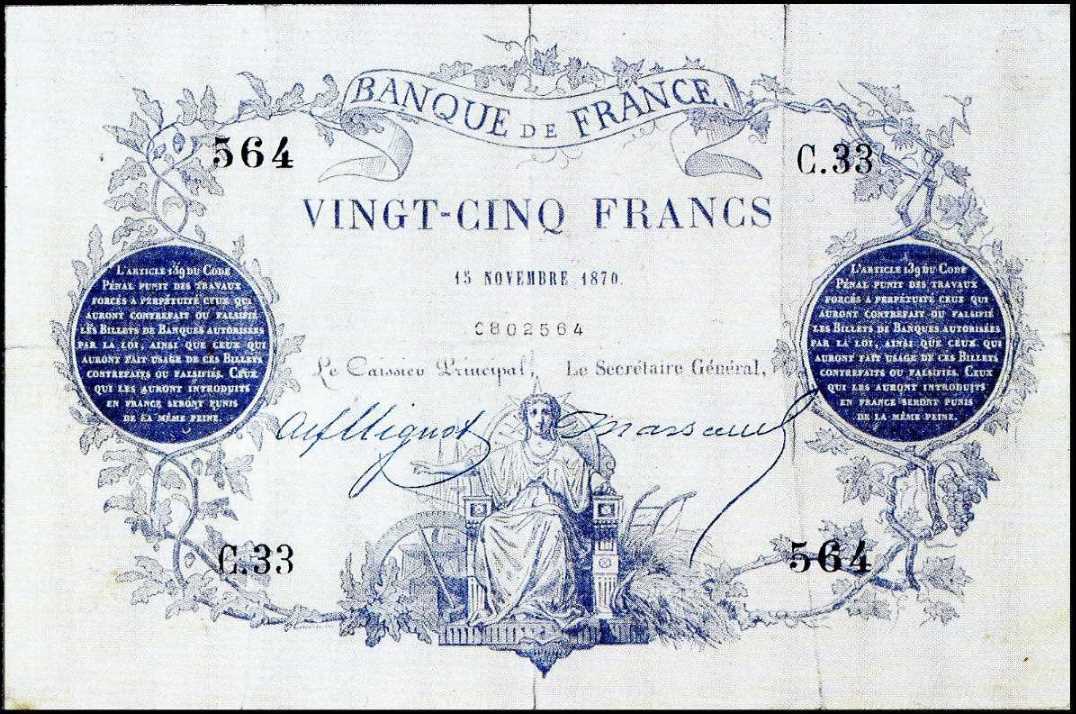 BANQUE DE FRANCE.
564
C.33
VINGT-CINQ FRANCS
15 NOVEMBRE 1870.
0802564
Le Caissier Principal, Le Secrétaire Général,
L'ARTICLE 139 DU CODE
PÉNAL PUNIT DES TRAVAUX
FORCÉS A PERPÉTUITÉ CEUX QUI
AURONT CONTREFAIT OU FALSIFIÉ
LES BILLETS DE BANQUES AUTORISÉES
PAR LA LOI, AINSI QUE CEUX QUI
AURONT FAIT USAGE DE CES BILLETS
CONTREFAITS OU FALSIFIÉS. CEUX
QUI LES AURONT INTRODUITS
EN FRANCE SERONT PUNIS
DE LA MÊME PEINE.
L'ARTICLE 139 DU CODE
PÉNAL PUNIT DES TRAVAUX
FORCÉS A PERPÉTUITÉ CEUX QUI
AURONT CONTREFAIT OU FALSIFIÉ
LES BILLETS DE BANQUES AUTORISÉES
PAR LA LOI, AINSI QUE CEUX QUI
AURONT FAIT USAGE DE CES BILLETS
CONTREFAITS OU FALSIFIÉS. CEUX
QUI LES AURONT INTRODUITS
EN FRANCE SERONT PUNIS
DE LA MÊME PEINE.
C.33
564